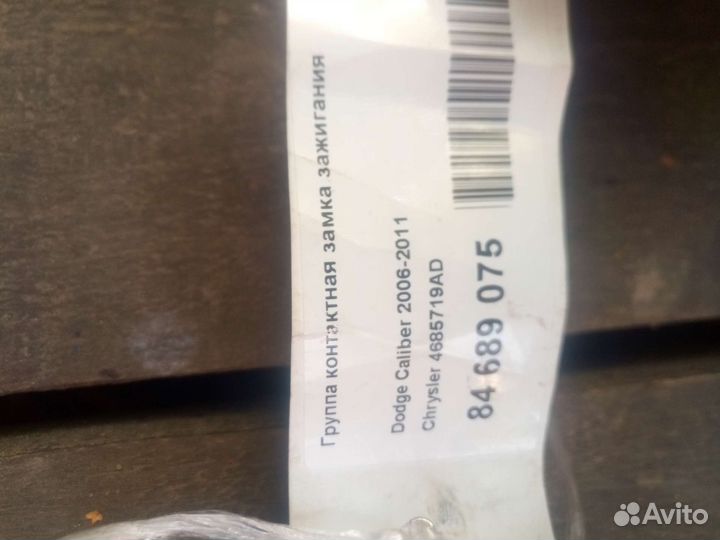 Группа контактная замка зажигания
Dodge Caliber 2006-2011
Chrysler 4685719AD
84 689 075
Avito